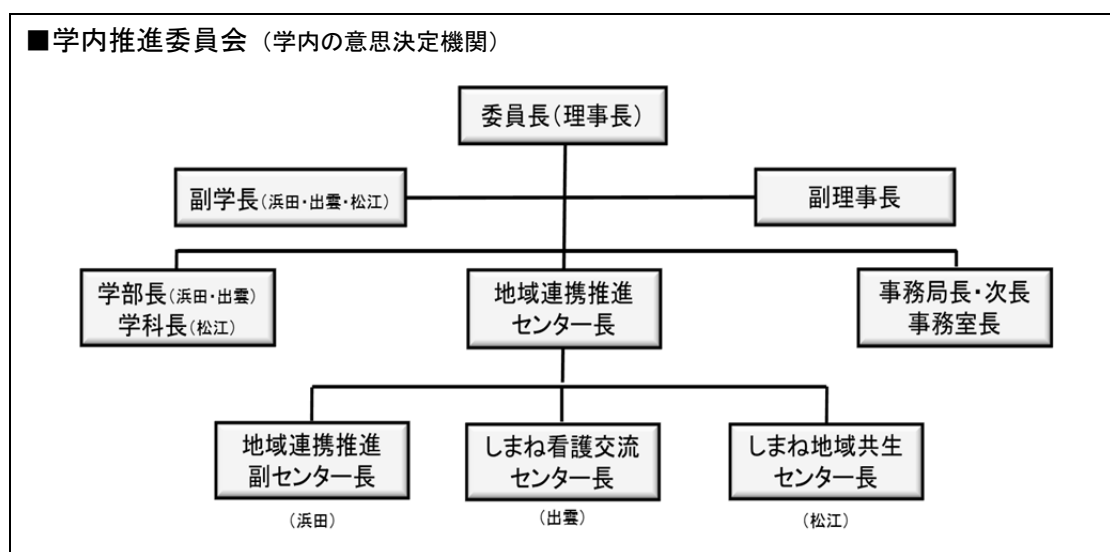 ■学内推進委員会（学内の意思決定機関）
委員長（理事長）
副学長（浜田・出雲・松江）
副理事長
学部長（浜田・出雲）
学科長（松江）
地域連携推進
センター長
事務局長・次長
事務室長
地域連携推進
副センター長
（浜田）
しまね看護交流
センター長
（出雲）
しまね地域共生
センター長
（松江）